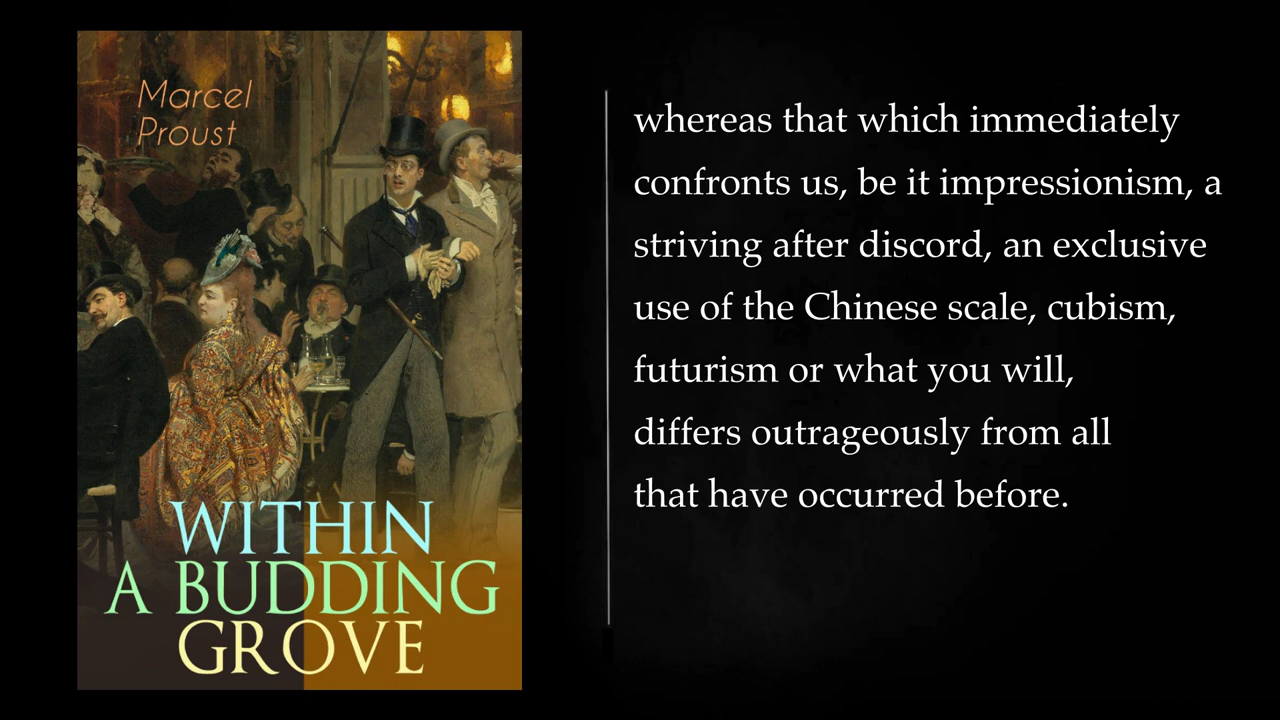 Marcel
Proust
WITHIN
A BUDDING
GROVE
whereas that which immediately
confronts us, be it impressionism, a
striving after discord, an exclusive
use of the Chinese scale, cubism,
futurism or what you will,
differs outrageously from all
that have occurred before.